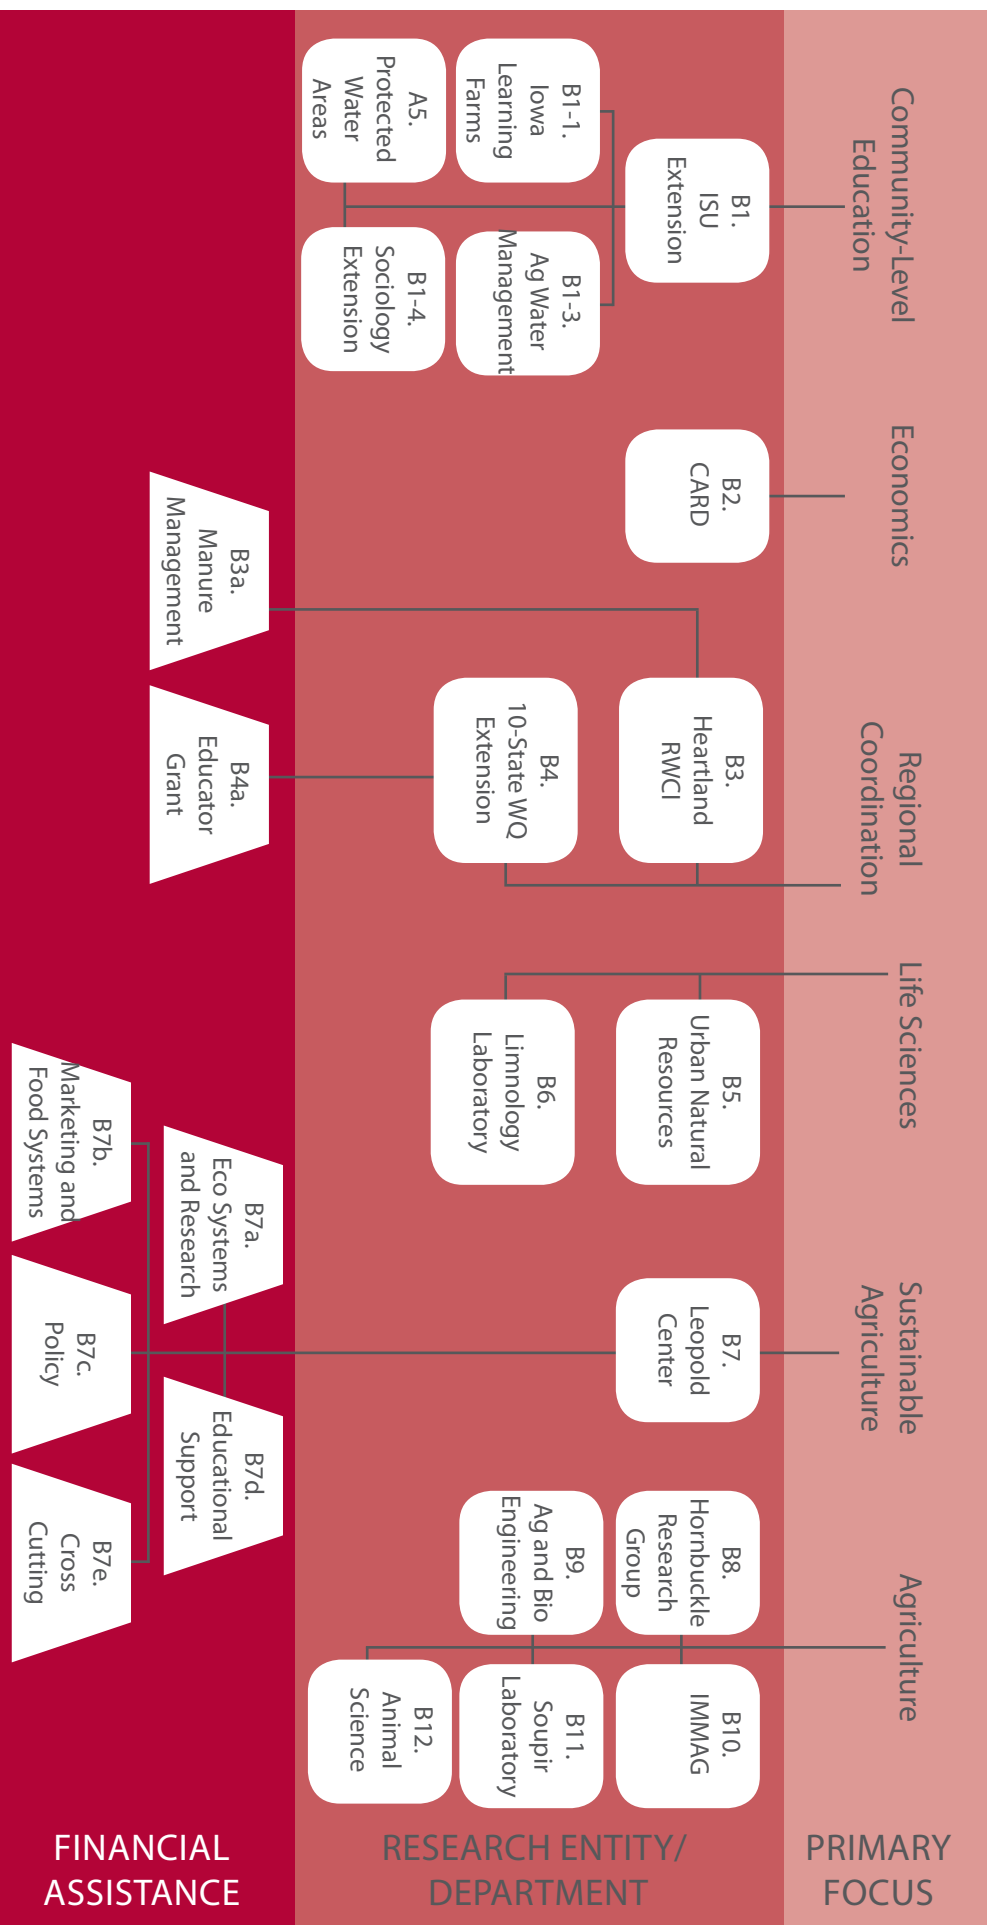 Community-Level
Education
Economics
Regional
Coordination
Life Sciences
Sustainable
Agriculture
Agriculture
PRIMARY
FOCUS
B1.
ISU
Extension
B1-1.
Iowa
Learning
Farms
B1-3.
Ag Water
Management
A5.
Protected
Water
Areas
B1-4.
Sociology
Extension
B2.
CARD
B3.
Heartland
RWCI
B4.
10-State WQ
Extension
B5.
Urban Natural
Resources
B6.
Limnology
Laboratory
B7.
Leopold
Center
B8.
Hornbuckle
Research
Group
B10.
IMMAG
B9.
Ag and Bio
Engineering
B11.
Soupir
Laboratory
B12.
Animal
Science
RESEARCH ENTITY/
DEPARTMENT
B3a.
Manure
Management
B4a.
Educator
Grant
B7a.
Eco Systems
and Research
B7d.
Educational
Support
B7b.
Marketing and
Food Systems
B7c.
Policy
B7e.
Cross
Cutting
FINANCIAL
ASSISTANCE